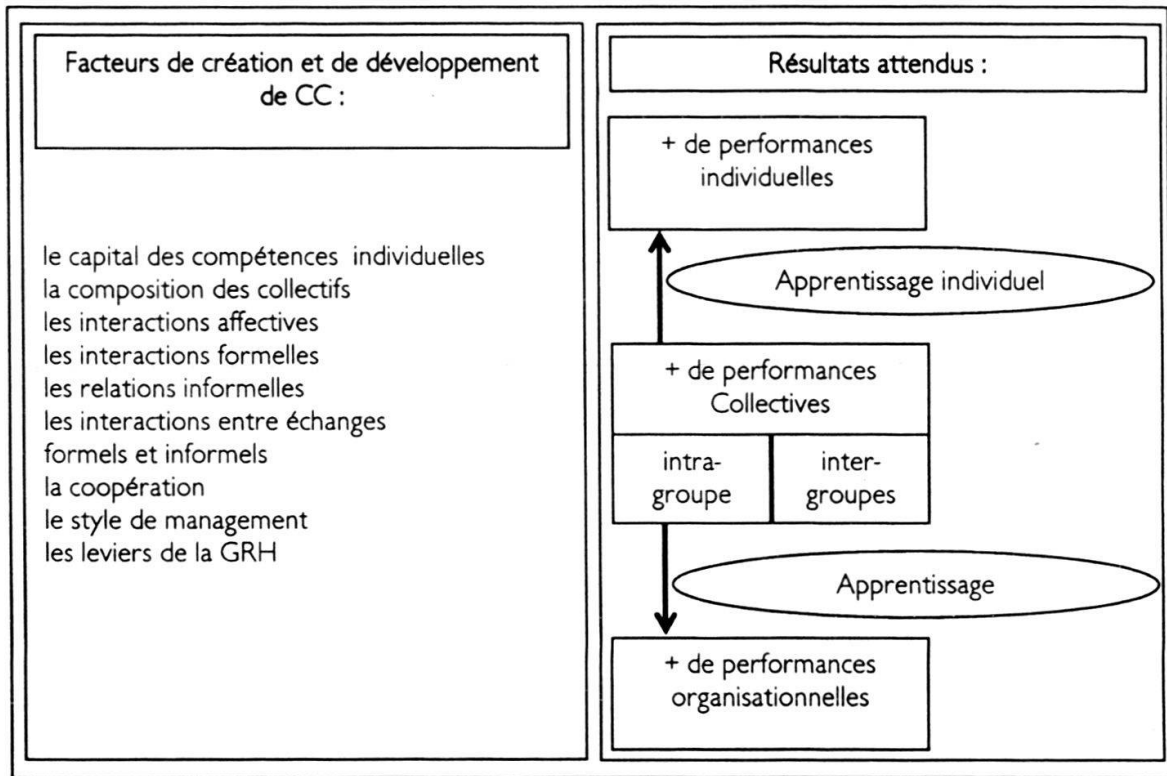 Facteurs de création et de développement
de CC :
le capital des compétences individuelles
la composition des collectifs
les interactions affectives
les interactions formelles
les relations informelles
les interactions entre échanges
formels et informels
la coopération
le style de management
les leviers de la GRH
Résultats attendus :
+ de performances
individuelles
Apprentissage individuel
+ de performances
Collectives
intra-
groupe
inter-
groupes
Apprentissage
+ de performances
organisationnelles